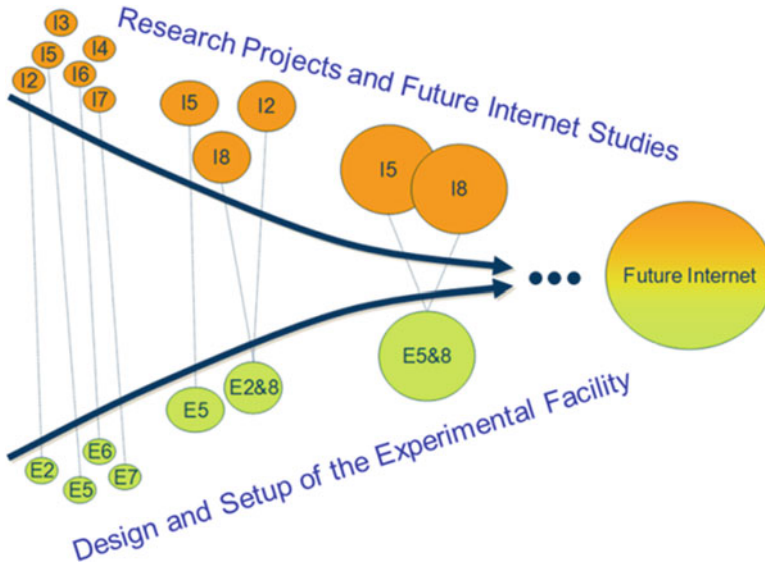 Research Projects and Future Internet Studies
I3
I5
I4
I2
I6
I7
I5
I2
I8
I5
I8
Future Internet
E5&8
E2&8
E5
E6
E2
E5
E7
Design and Setup of the Experimental Facility